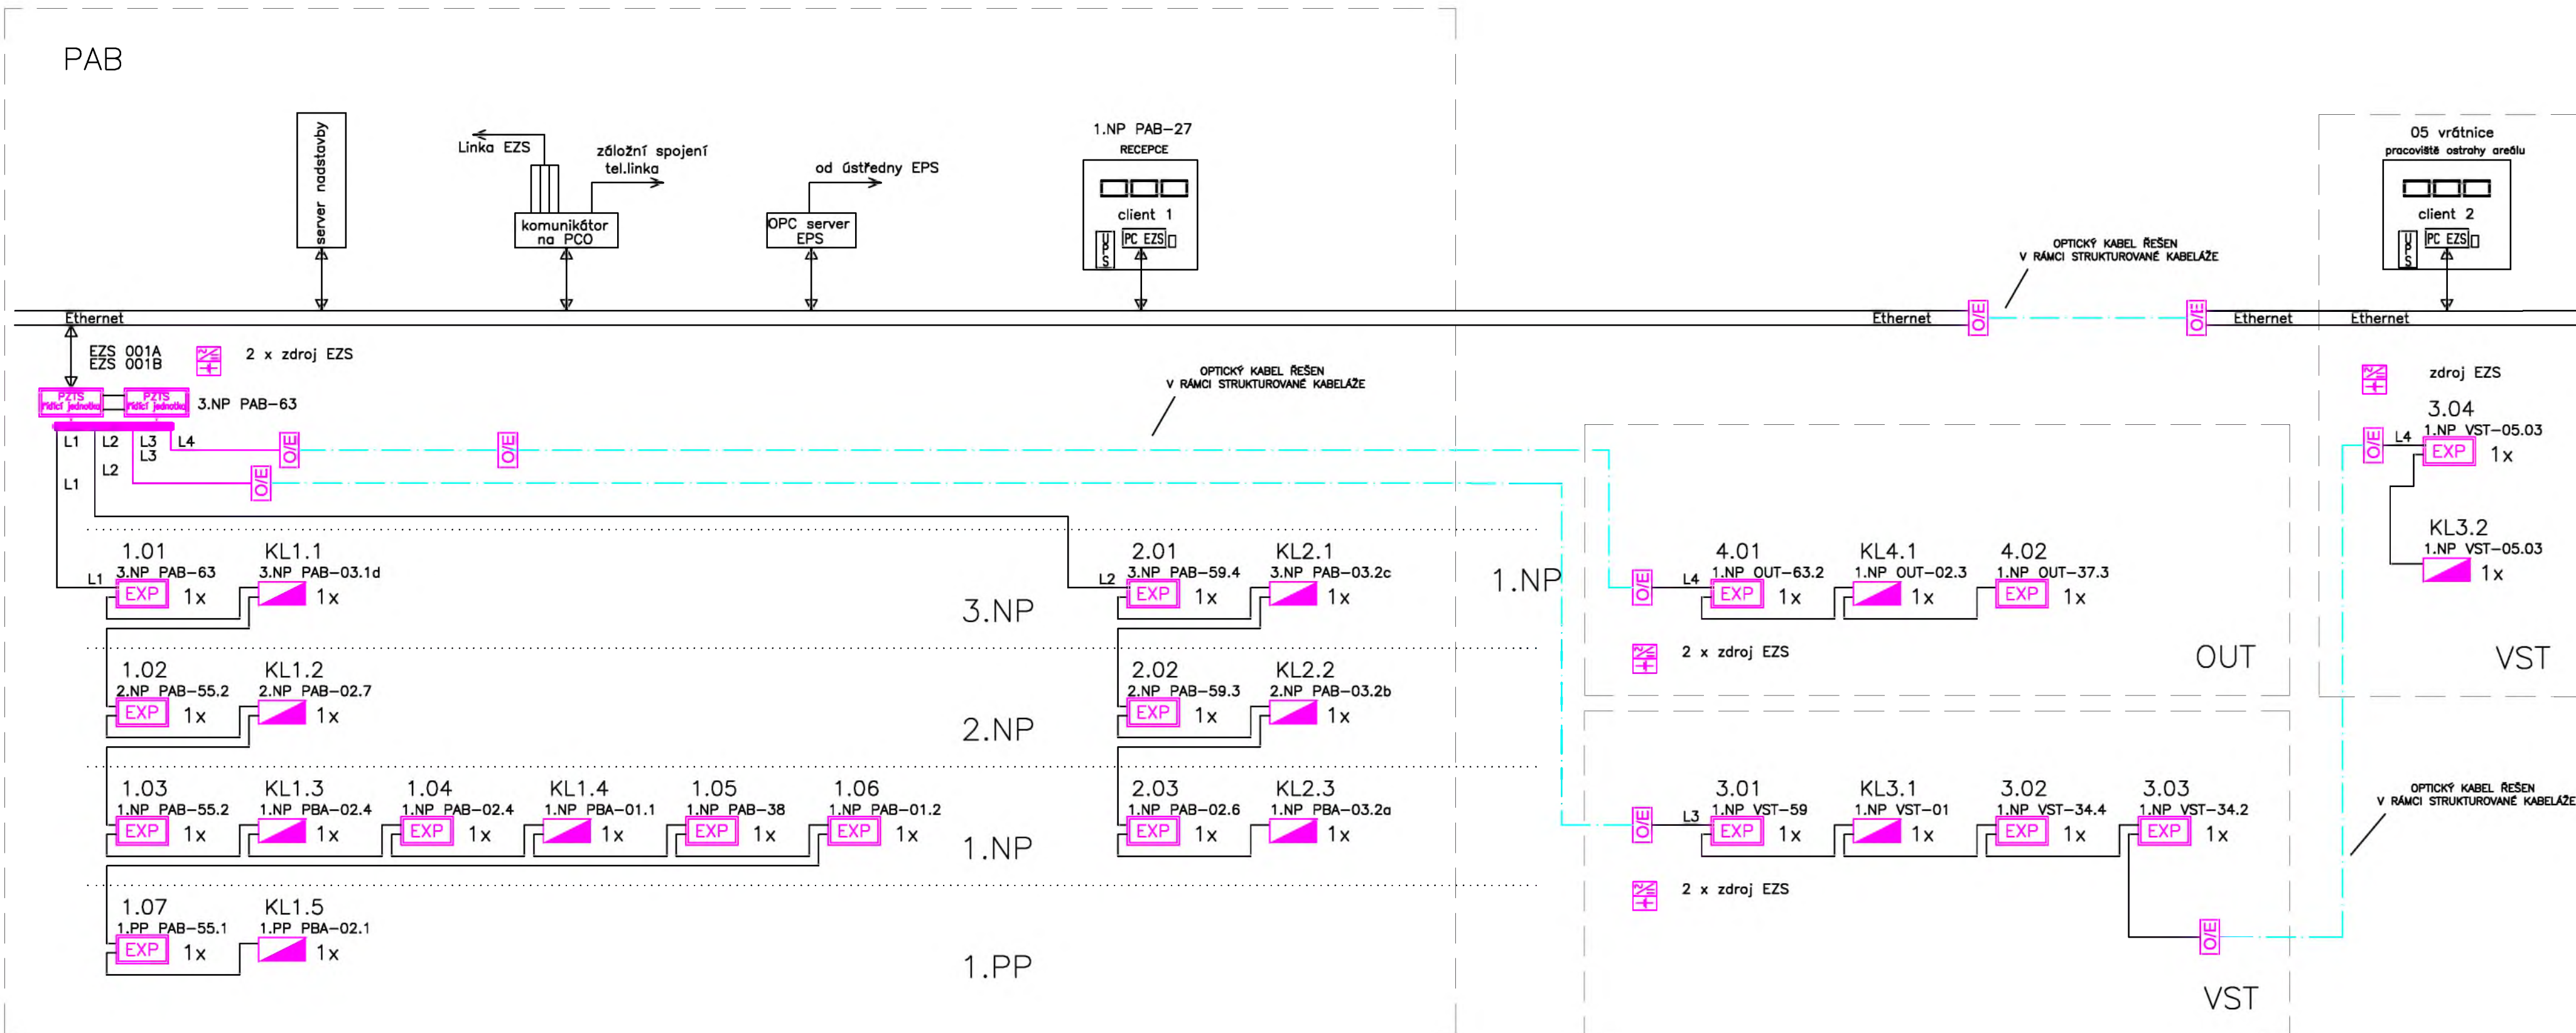 PAB
server nadstavby
Linka EZS
záložní spojení
tel.linka
komunikátor
na PCO
od ústředny EPS
OPC server
EPS
1.NP PAB-27
RECEPCE
client 1
UPS
PC EZS
OPTICKÝ KABEL ŘEŠEN
V RÁMCI STRUKTUROVANÉ KABELÁŽE
05 vrátnice
pracoviště ostrahy areálu
client 2
UPS
PC EZS
Ethernet
Ethernet
O/E
O/E
Ethernet
Ethernet
EZS 001A
EZS 001B
2 x zdroj EZS
PZTS
řídící jednotka
PZTS
řídící jednotka
3.NP PAB-63
OPTICKÝ KABEL ŘEŠEN
V RÁMCI STRUKTUROVANÉ KABELÁŽE
L1
L2
L3
L4
L3
L2
L1
O/E
O/E
O/E
zdroj EZS
3.04
1.NP VST-05.03
O/E
L4
EXP
1x
KL3.2
1.NP VST-05.03
1x
VST
1.01
3.NP PAB-63
L1
EXP
1x
KL1.1
3.NP PAB-03.1d
1x
3.NP
2.01
3.NP PAB-59.4
L2
EXP
1x
KL2.1
3.NP PAB-03.2c
1x
1.NP
O/E
L4
4.01
1.NP OUT-63.2
EXP
1x
KL4.1
1.NP OUT-02.3
1x
4.02
1.NP OUT-37.3
EXP
1x
2 x zdroj EZS
OUT
1.02
2.NP PAB-55.2
EXP
1x
KL1.2
2.NP PAB-02.7
1x
2.NP
2.02
2.NP PAB-59.3
EXP
1x
KL2.2
2.NP PAB-03.2b
1x
1.03
1.NP PAB-55.2
EXP
1x
KL1.3
1.NP PBA-02.4
1x
1.04
1.NP PAB-02.4
EXP
1x
KL1.4
1.NP PBA-01.1
1x
1.05
1.NP PAB-38
EXP
1x
1.06
1.NP PAB-01.2
EXP
1x
1.NP
2.03
1.NP PAB-02.6
EXP
1x
KL2.3
1.NP PBA-03.2a
1x
O/E
L3
3.01
1.NP VST-59
EXP
1x
KL3.1
1.NP VST-01
1x
3.02
1.NP VST-34.4
EXP
1x
3.03
1.NP VST-34.2
EXP
1x
2 x zdroj EZS
O/E
VST
OPTICKÝ KABEL ŘEŠEN
V RÁMCI STRUKTUROVANÉ KABELÁŽE
1.07
1.PP PAB-55.1
EXP
1x
KL1.5
1.PP PBA-02.1
1x
1.PP